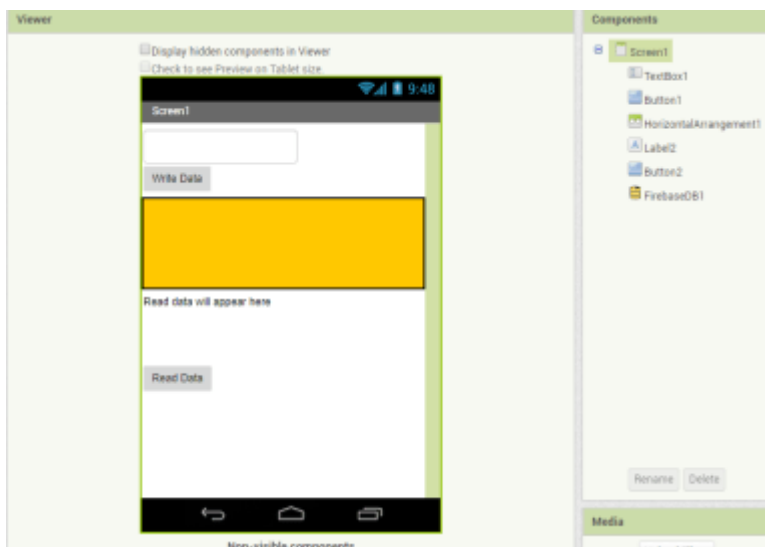 Viewer
Display hidden components in Viewer
Check to see Preview on Tablet size.
9:48
Screen1
Write Data
Read data will appear here
Read Data
Non-visible components
Components
Screen1
TextBox1
Button1
HorizontalArrangement1
Label2
Button2
FirebaseDB1
Rename Delete
Media